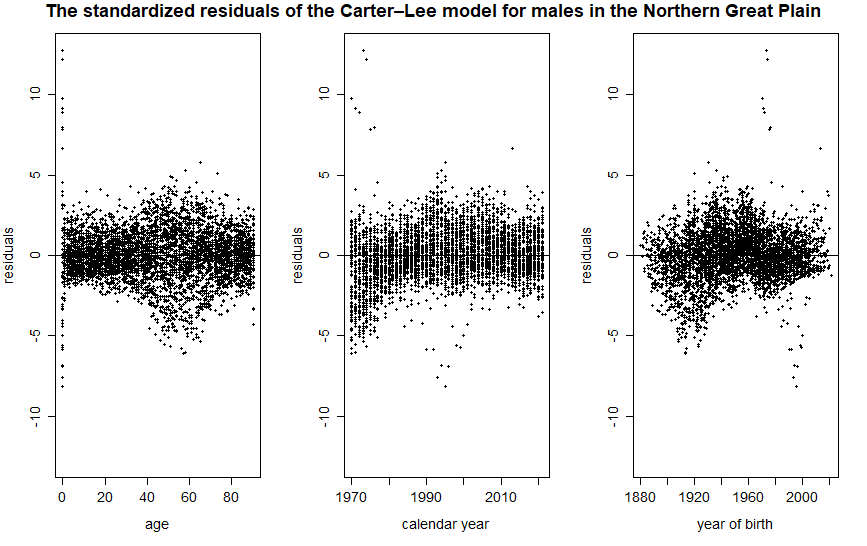 The standardized residuals of the Carter–Lee model for males in the Northern Great Plain
residuals
10
5
0
-5
-10
0 20 40 60 80
age
residuals
10
5
0
-5
-10
1970 1990 2010
calendar year
residuals
10
5
0
-5
-10
1880 1920 1960 2000
year of birth